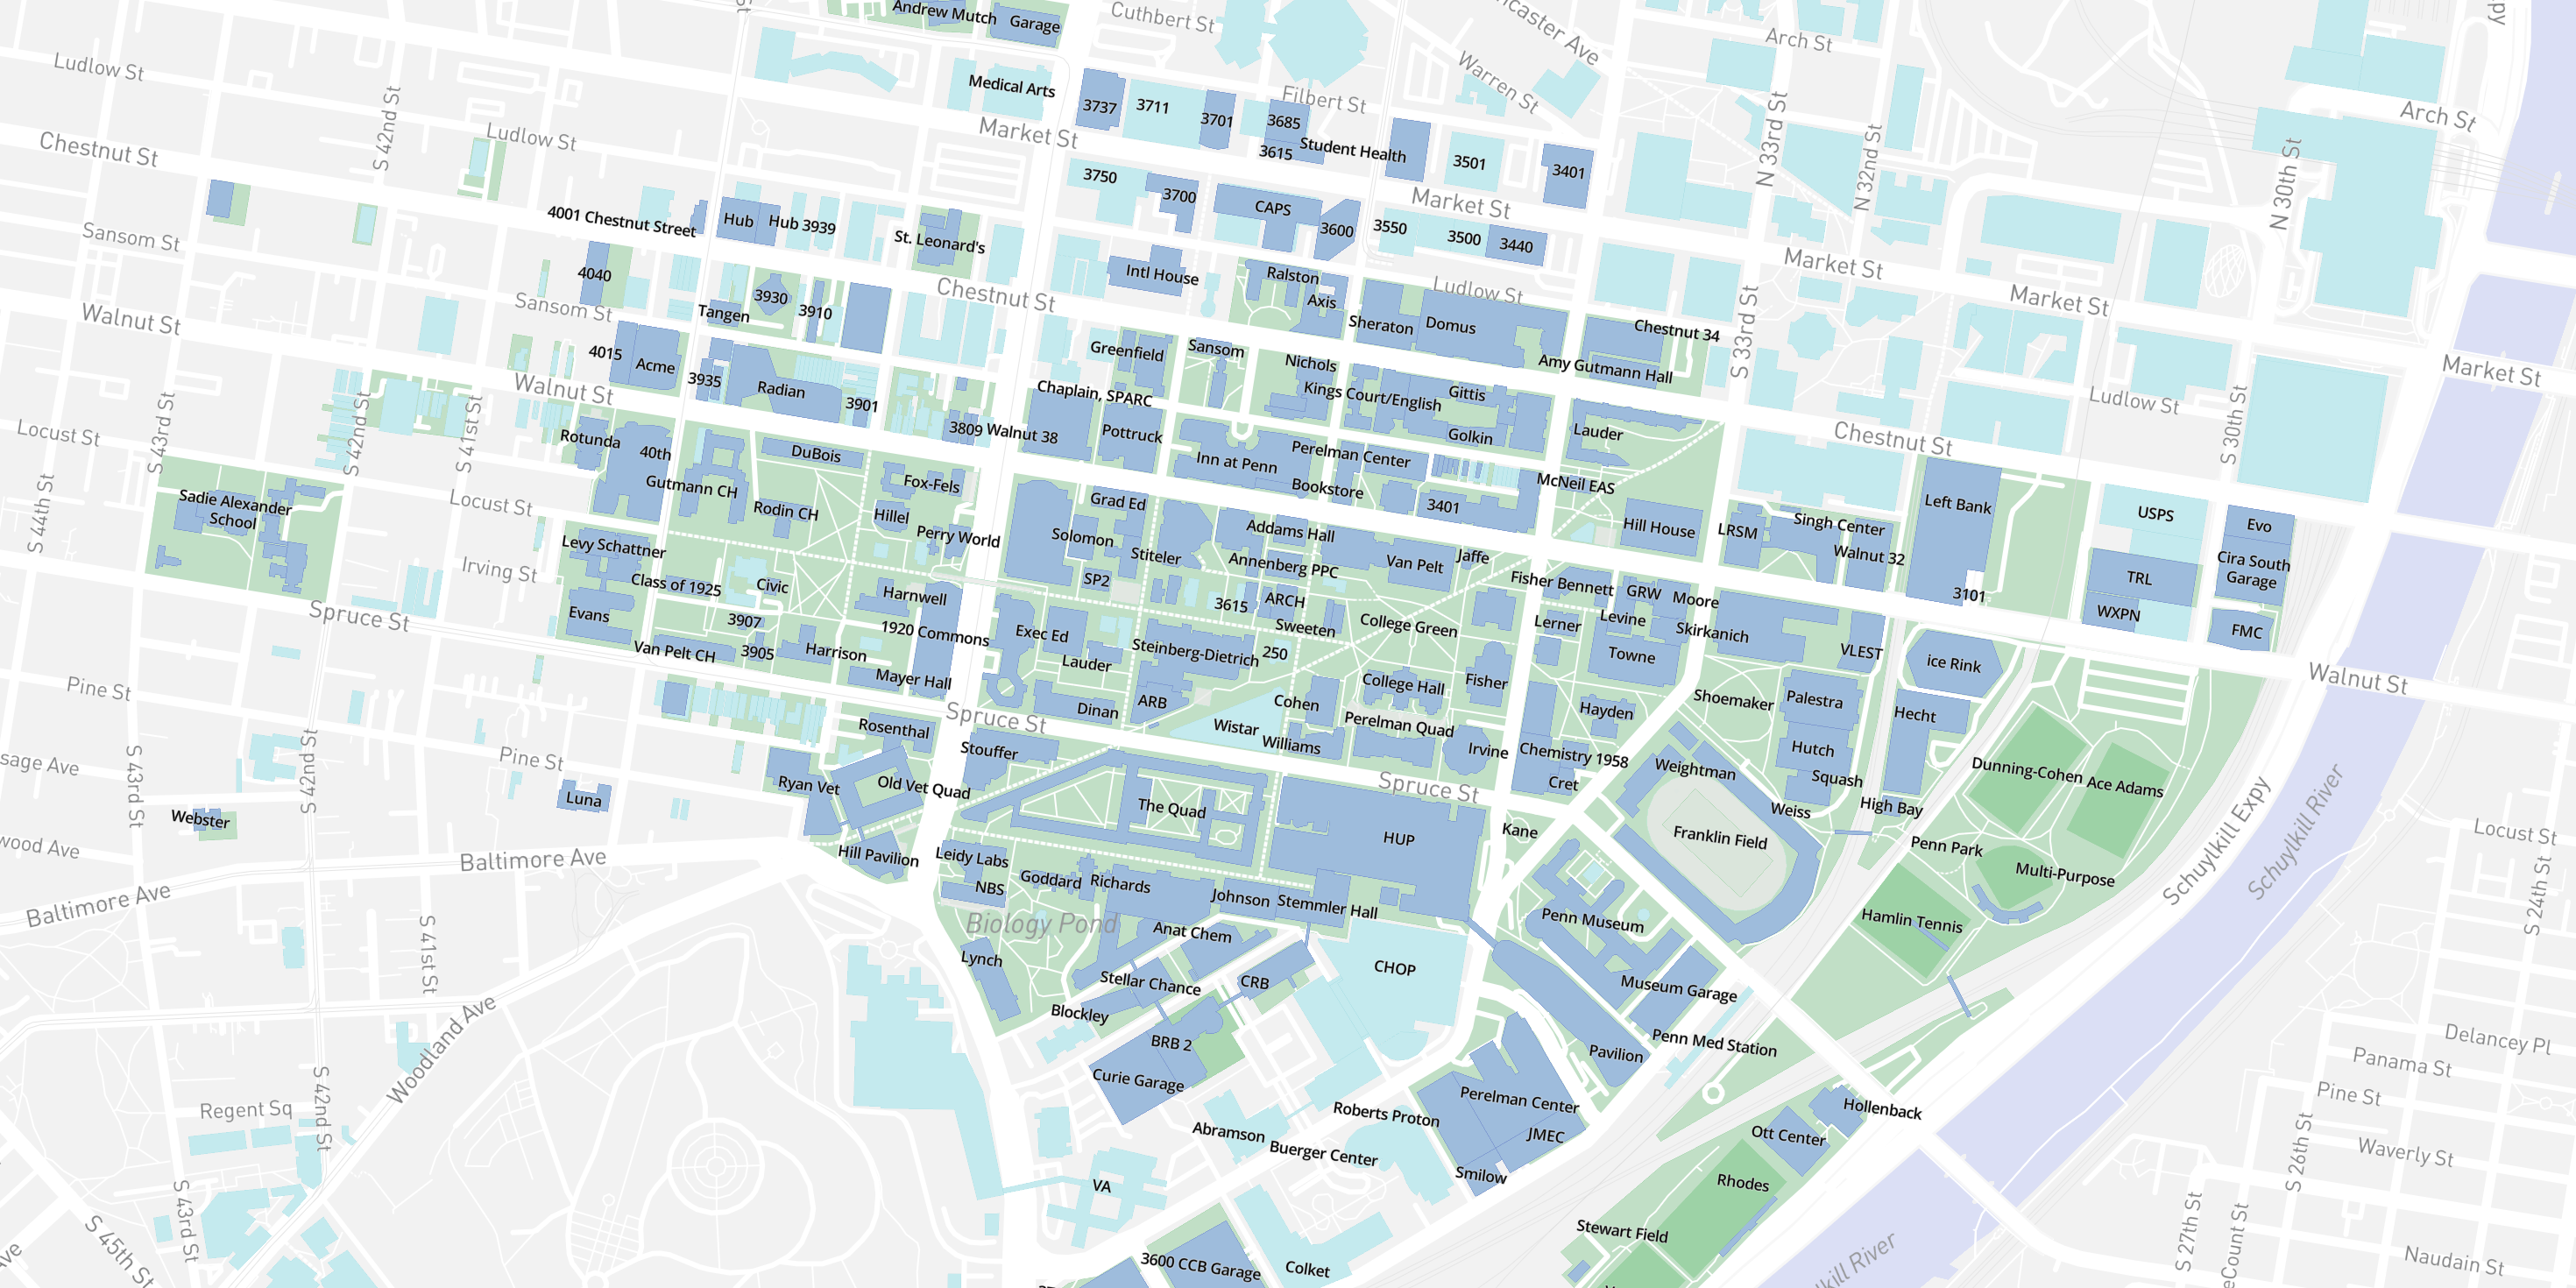 Andrew Mutch
Garage
Cuthbert St
Arch St
Ludlow St
Medical Arts
3737
3711
3701
3685
3615
Student Health
Filbert St
Warren St
3501
3401
N 33rd St
N 32nd St
Arch St
N 30th St
Chestnut St
S 42nd St
Ludlow St
Market St
3750
3700
CAPS
3600
3550
3500
3440
Market St
Market St
Market St
Market St
Sansom St
4001 Chestnut Street
Hub
Hub 3939
St. Leonard's
Intl House
Ralston
Axis
Ludlow St
4040
3930
3910
Tangen
Sansom St
Chestnut St
Sheraton
Domus
Chestnut 34
S 33rd St
Walnut St
4015
Acme
3935
Radian
3901
Greenfield
Sansom
Nichols
Amy Gutmann Hall
Kings Court/English
Gittis
Chaplain, SPARC
Walnut St
Ludlow St
S 30th St
Locust St
S 43rd St
S 42nd St
S 41st St
Rotunda
40th
DuBois
3809
Walnut 38
Pottruck
Golkin
Lauder
Chestnut St
Inn at Penn
Perelman Center
Bookstore
McNeil EAS
3401
Gutmann CH
Rodin CH
Fox-Fels
Hillel
Perry World
Grad Ed
Solomon
Stiteler
Addams Hall
Annenberg PPC
Van Pelt
Jaffe
Hill House
LRSM
Singh Center
Walnut 32
Left Bank
3101
USPS
Evo
Cira South
Garage
TRL
WXPN
FMC
S 44th St
Sadie Alexander
School
Locust St
Levy Schattner
Irving St
Class of 1925
Civic
Harnwell
SP2
3615
ARCH
Sweeten
College Green
Fisher Bennett
GRW
Moore
Levine
Skirkanich
Lerner
Towne
VLEST
ice Rink
Walnut St
Spruce St
Evans
3907
3905
Van Pelt CH
Harrison
1920 Commons
Mayer Hall
Exec Ed
Lauder
Steinberg-Dietrich
250
Dinan
ARB
Cohen
College Hall
Fisher
Hayden
Shoemaker
Palestra
Hecht
Pine St
Rosenthal
Spruce St
Stouffer
Wistar
Williams
Perelman Quad
Irvine
Chemistry 1958
Cret
Weightman
Hutch
Squash
Weiss
High Bay
Dunning-Cohen
Ace Adams
sage Ave
S 43rd St
S 42nd St
Pine St
Luna
Webster
Ryan Vet
Old Vet Quad
The Quad
Spruce St
HUP
Kane
Franklin Field
Penn Park
Multi-Purpose
Hamlin Tennis
Schuylkill Expy
Schuylkill River
Locust St
S 24th St
wood Ave
Baltimore Ave
Baltimore Ave
Hill Pavilion
Leidy Labs
NBS
Goddard
Richards
Johnson
Stemmler Hall
Biology Pond
Anat Chem
Lynch
Stellar Chance
CRB
CHOP
Blockley
BRB 2
Curie Garage
Penn Museum
Museum Garage
Penn Med Station
Pavilion
Perelman Center
JMEC
Smilow
Roberts Proton
Abramson
Buerger Center
VA
3600 CCB Garage
Colket
Hollenback
Ott Center
Rhodes
Stewart Field
S 41st St
Woodland Ave
Regent Sq
S 42nd St
S 43rd St
S 45th St
Delancey Pl
Panama St
Pine St
Waverly St
S 26th St
S 27th St
Naudain St